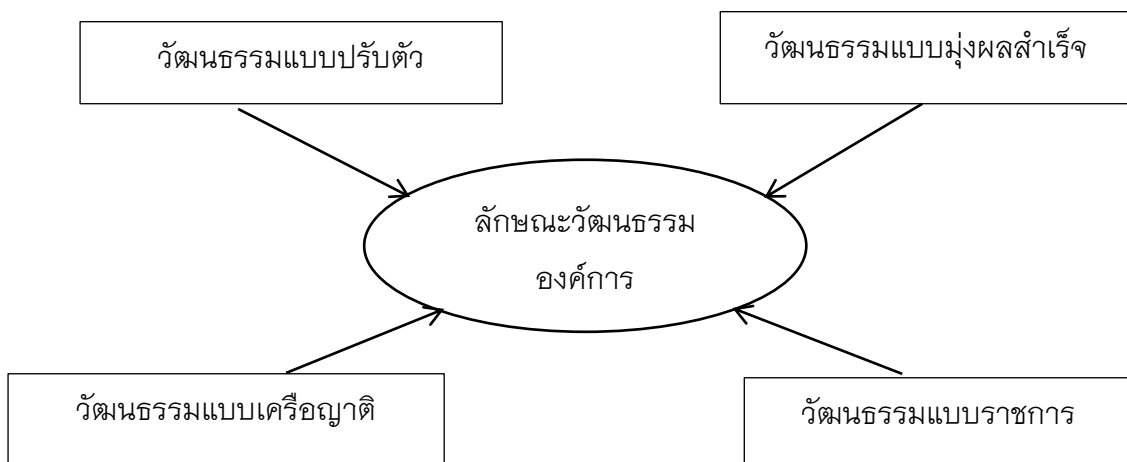 วัฒนธรรมแบบปรับตัว
วัฒนธรรมแบบมุ่งผลสำเร็จ
ลักษณะวัฒนธรรม
องค์การ
วัฒนธรรมแบบเครือญาติ
วัฒนธรรมแบบราชการ